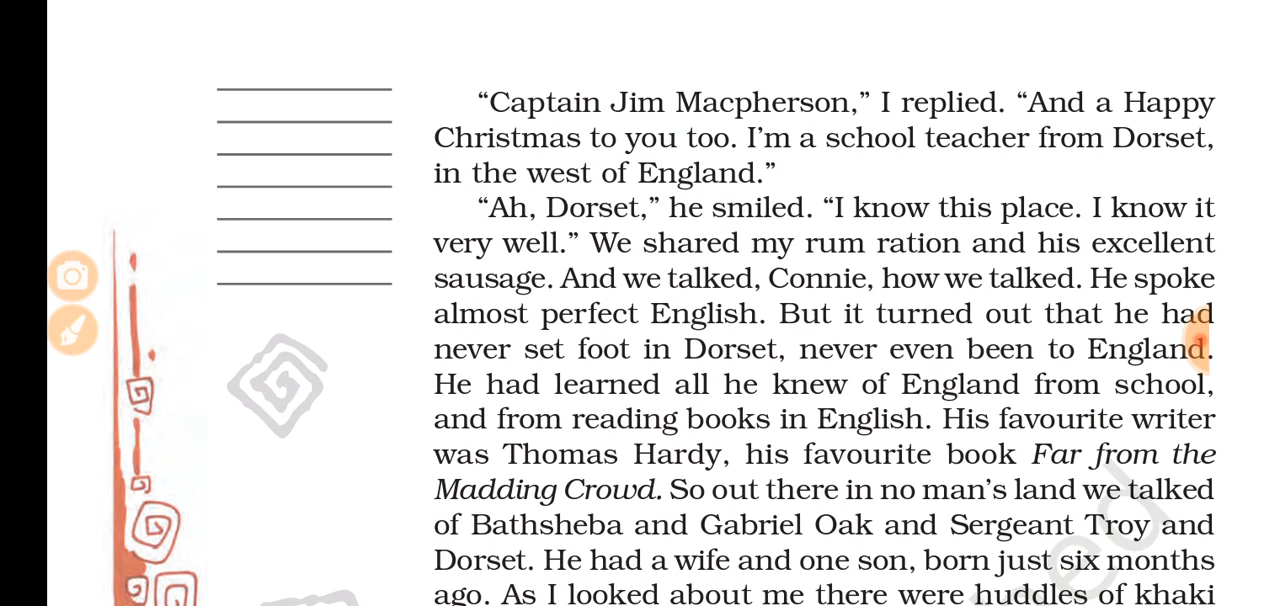 “Captain Jim Macpherson,” I replied. “And a Happy
Christmas to you too. I’m a school teacher from Dorset,
in the west of England.”
“Ah, Dorset,” he smiled. “I know this place. I know it
very well.” We shared my rum ration and his excellent
sausage. And we talked, Connie, how we talked. He spoke
almost perfect English. But it turned out that he had
never set foot in Dorset, never even been to England.
He had learned all he knew of England from school,
and from reading books in English. His favourite writer
was Thomas Hardy, his favourite book Far from the
Madding Crowd. So out there in no man’s land we talked
of Bathsheba and Gabriel Oak and Sergeant Troy and
Dorset. He had a wife and one son, born just six months
ago. As I looked about me there were huddles of khaki